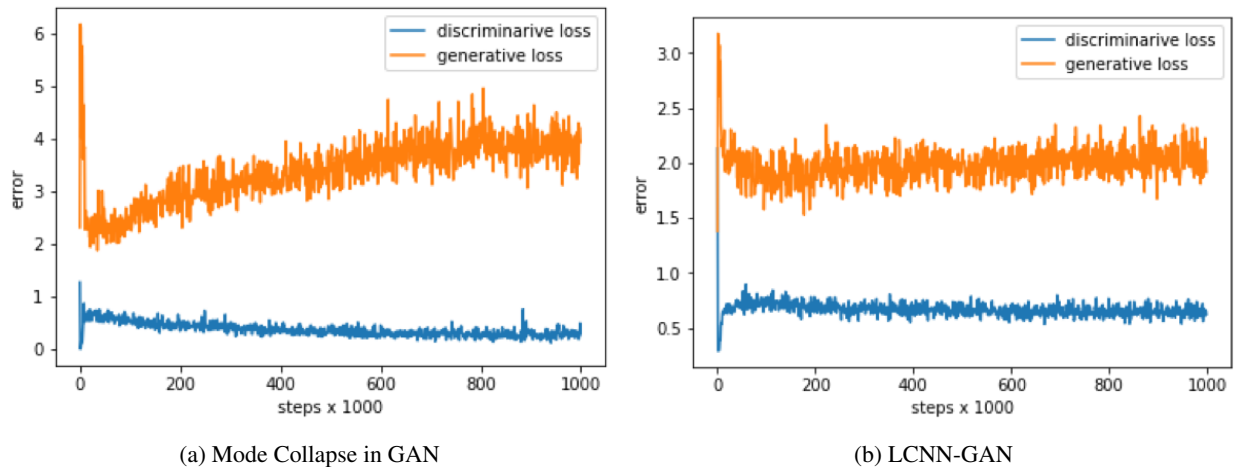 discriminarive loss
generative loss
6
5
4
3
2
1
0
error
0 200 400 600 800 1000
steps x 1000
(a) Mode Collapse in GAN
discriminarive loss
generative loss
3.0
2.5
2.0
1.5
1.0
0.5
error
0 200 400 600 800 1000
steps x 1000
(b) LCNN-GAN